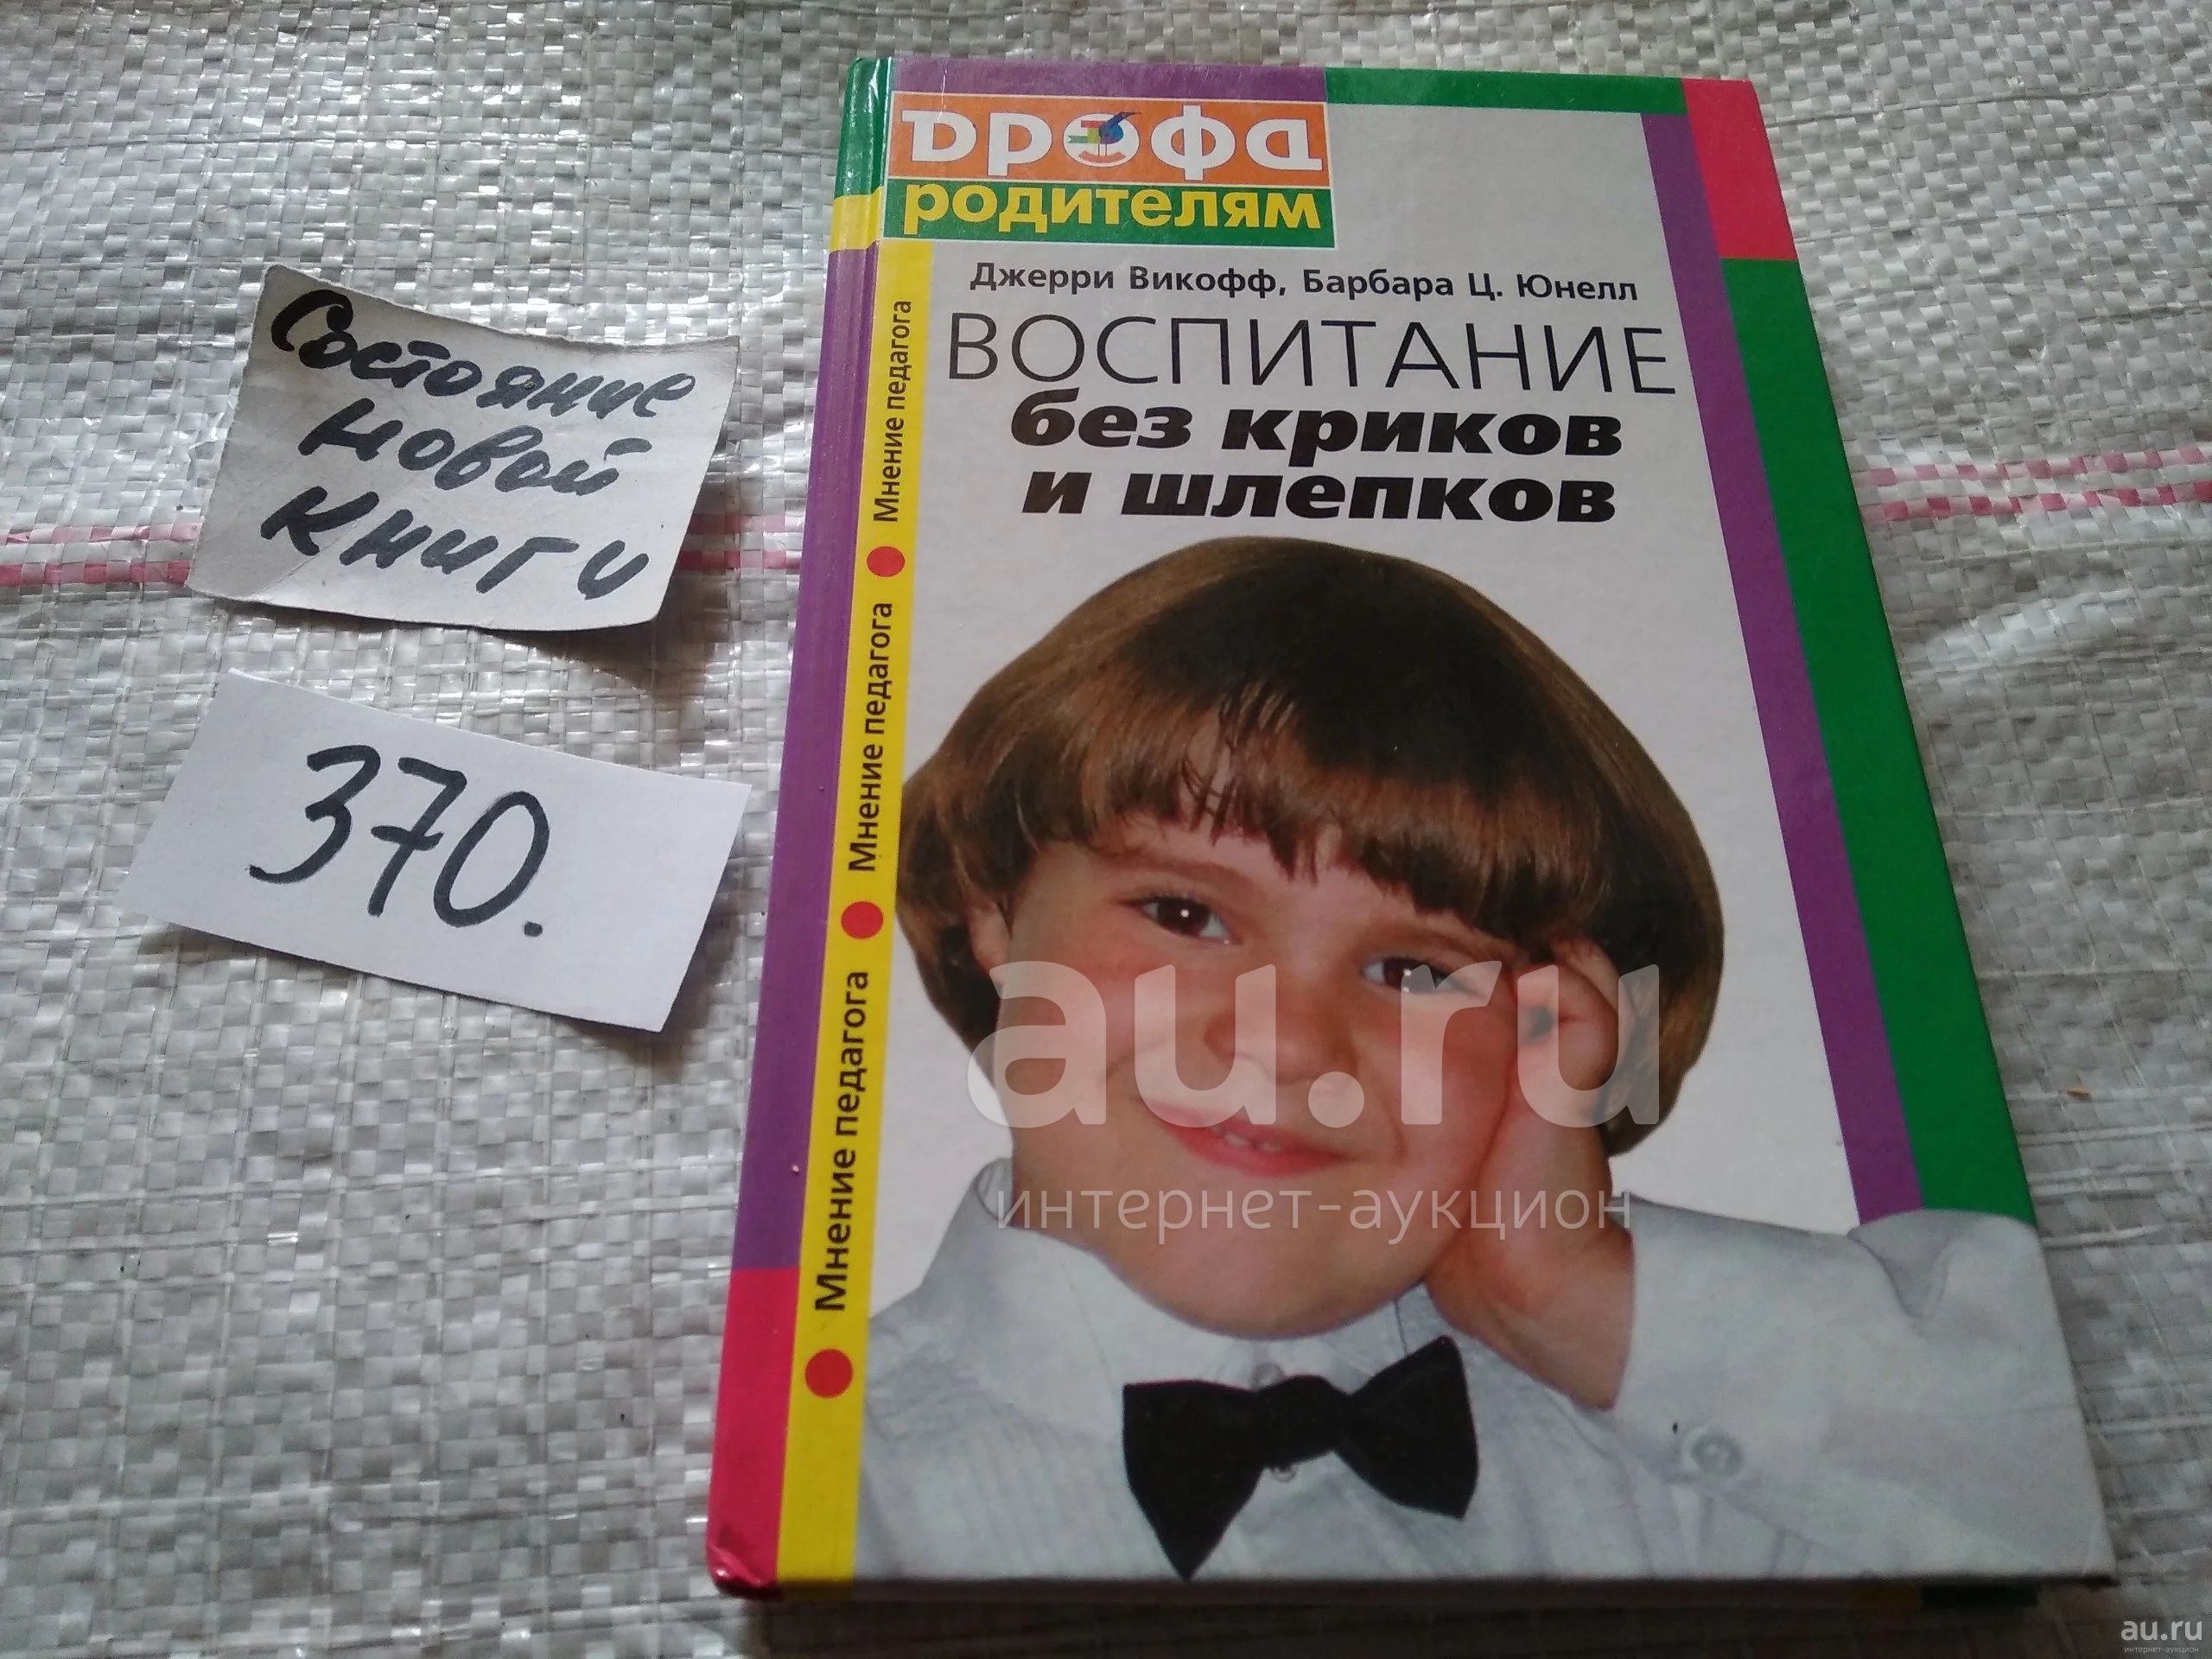 Состояние
новой
книги
370.
дрофа
родителям
Джерри Викофф, Барбара Ц. Юнелл
ВОСПИТАНИЕ
без криков
и шлепков
Мнение педагога
Мнение педагога
Мнение педагога
au.ru
интернет-аукцион
au.ru
интернет-аукцион